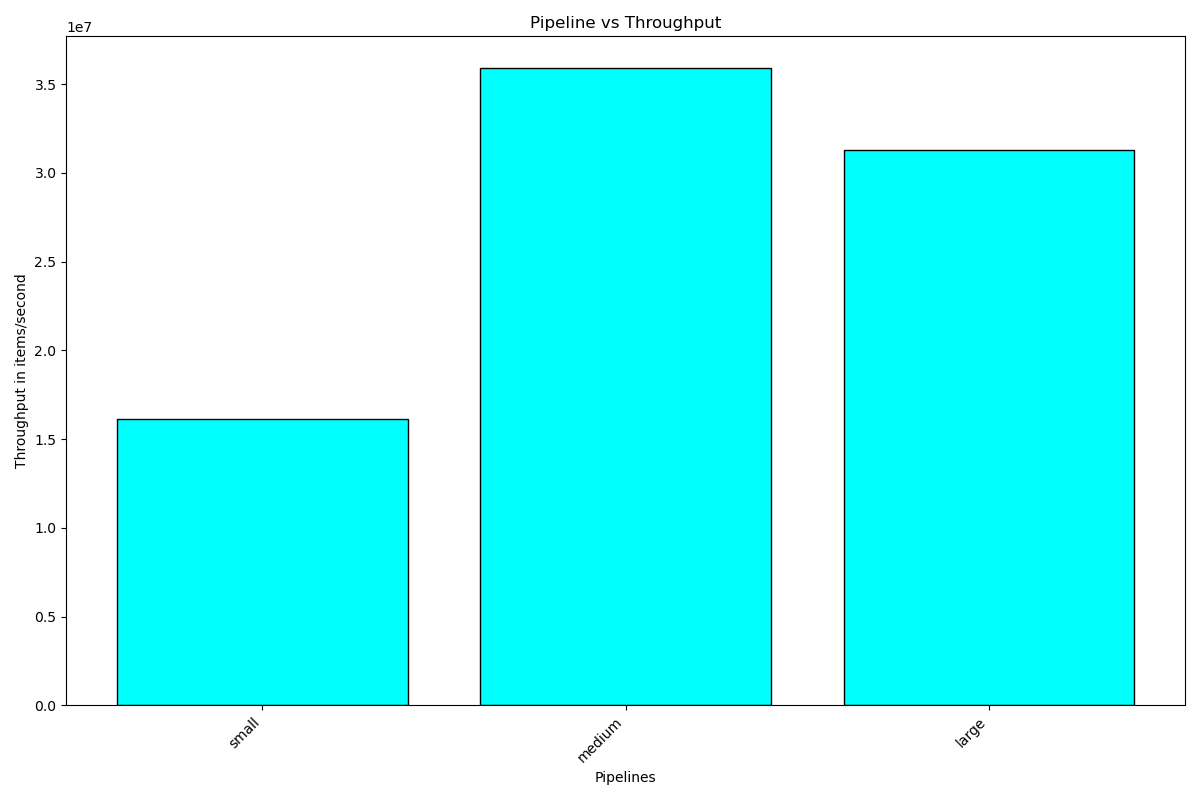 Pipeline vs Throughput
1e7
3.5
3.0
2.5
2.0
1.5
1.0
0.5
0.0
Throughput in items/second
small
medium
large
Pipelines